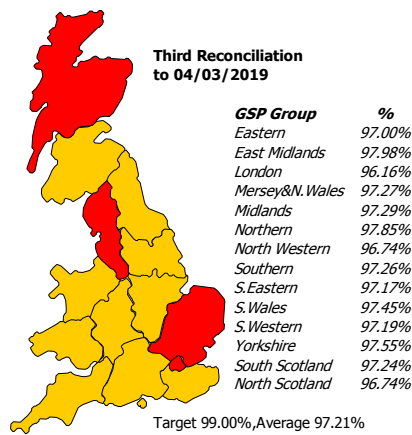 Third Reconciliation
to 04/03/2019
GSP Group %
Eastern 97.00%
East Midlands 97.98%
London 96.16%
Mersey&N.Wales 97.27%
Midlands 97.29%
Northern 97.85%
North Western 96.74%
Southern 97.26%
S.Eastern 97.17%
S.Wales 97.45%
S.Western 97.19%
Yorkshire 97.55%
South Scotland 97.24%
North Scotland 96.74%
Target 99.00%,Average 97.21%